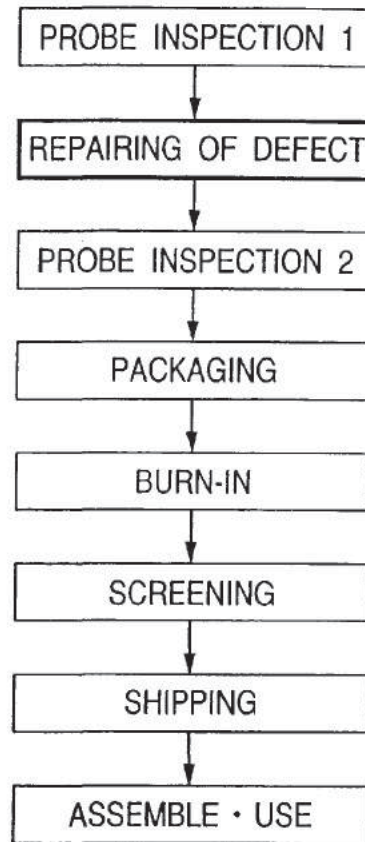 PROBE INSPECTION 1
REPAIRING OF DEFECT
PROBE INSPECTION 2
PACKAGING
BURN-IN
SCREENING
SHIPPING
ASSEMBLE・USE